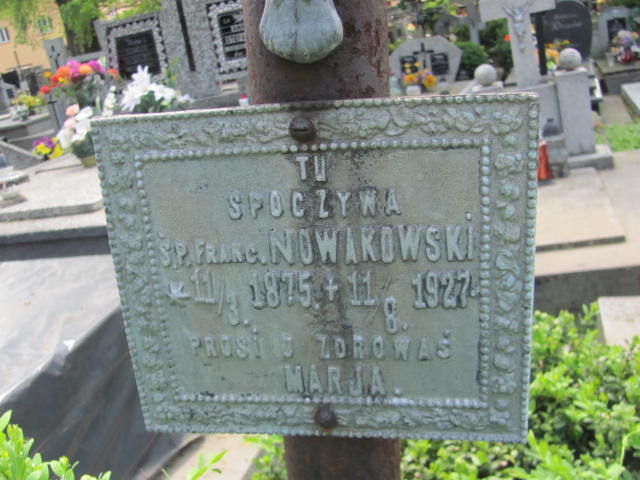 TU
SPOCZYWA
ŚP. FRANC. NOWAKOWSKI
* 11/3. 1875. + 11/8. 1927.
PROSI O ZDROWAŚ
MARJA.